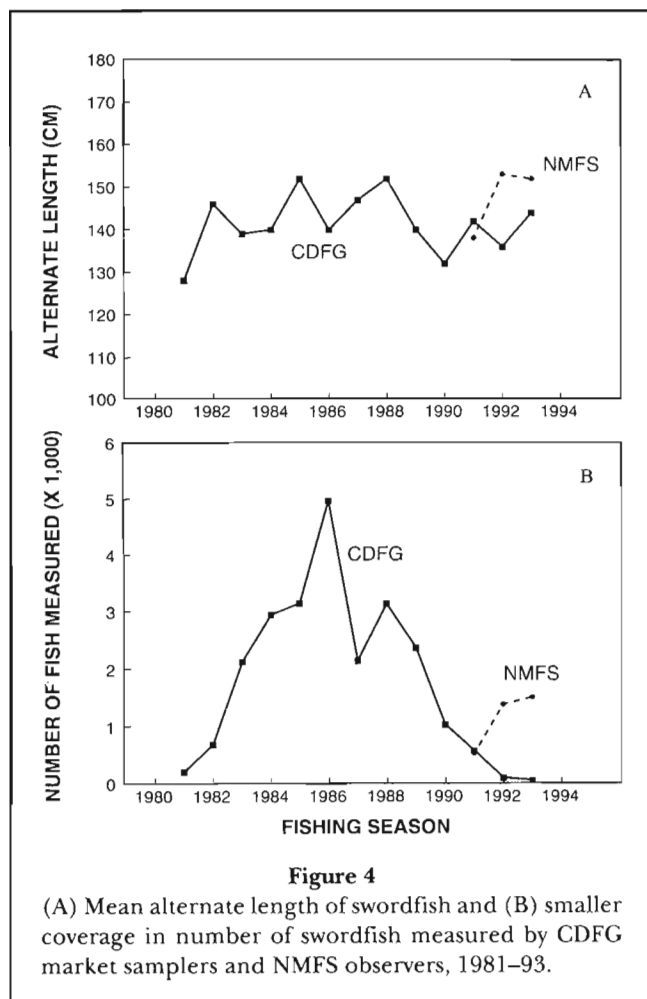 180
170
160
150
140
130
120
110
100
ALTERNATE LENGTH (CM)
A
NMFS
CDFG
1980 1982 1984 1986 1988 1990 1992 1994
6
5
4
3
2
1
0
NUMBER OF FISH MEASURED (X 1,000)
B
CDFG
NMFS
1980 1982 1984 1986 1988 1990 1992 1994
FISHING SEASON
Figure 4
(A) Mean alternate length of swordfish and (B) smaller
coverage in number of swordfish measured by CDFG
market samplers and NMFS observers, 1981–93.